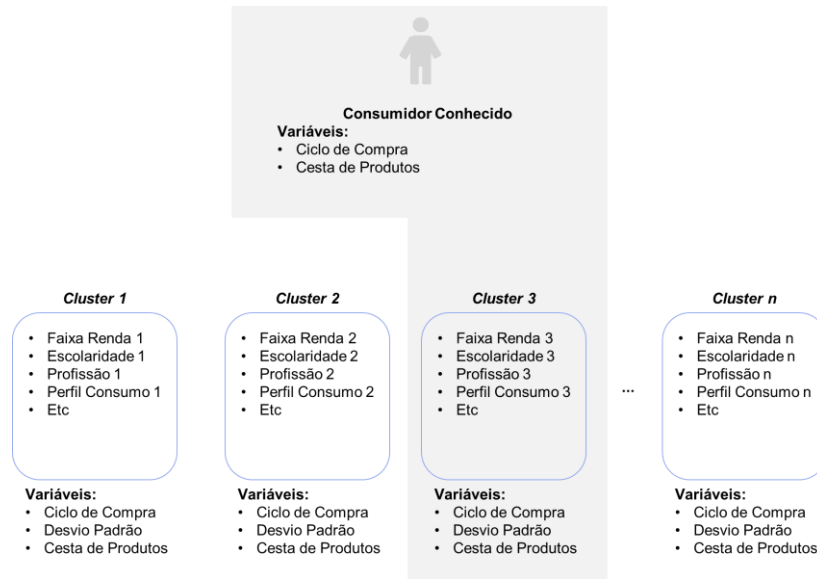 Consumidor Conhecido
Variáveis:
• Ciclo de Compra
• Cesta de Produtos
Cluster 1
• Faixa Renda 1
• Escolaridade 1
• Profissão 1
• Perfil Consumo 1
• Etc
Variáveis:
• Ciclo de Compra
• Desvio Padrão
• Cesta de Produtos
Cluster 2
• Faixa Renda 2
• Escolaridade 2
• Profissão 2
• Perfil Consumo 2
• Etc
Variáveis:
• Ciclo de Compra
• Desvio Padrão
• Cesta de Produtos
Cluster 3
• Faixa Renda 3
• Escolaridade 3
• Profissão 3
• Perfil Consumo 3
• Etc
Variáveis:
• Ciclo de Compra
• Desvio Padrão
• Cesta de Produtos
...
Cluster n
• Faixa Renda n
• Escolaridade n
• Profissão n
• Perfil Consumo n
• Etc
Variáveis:
• Ciclo de Compra
• Desvio Padrão
• Cesta de Produtos